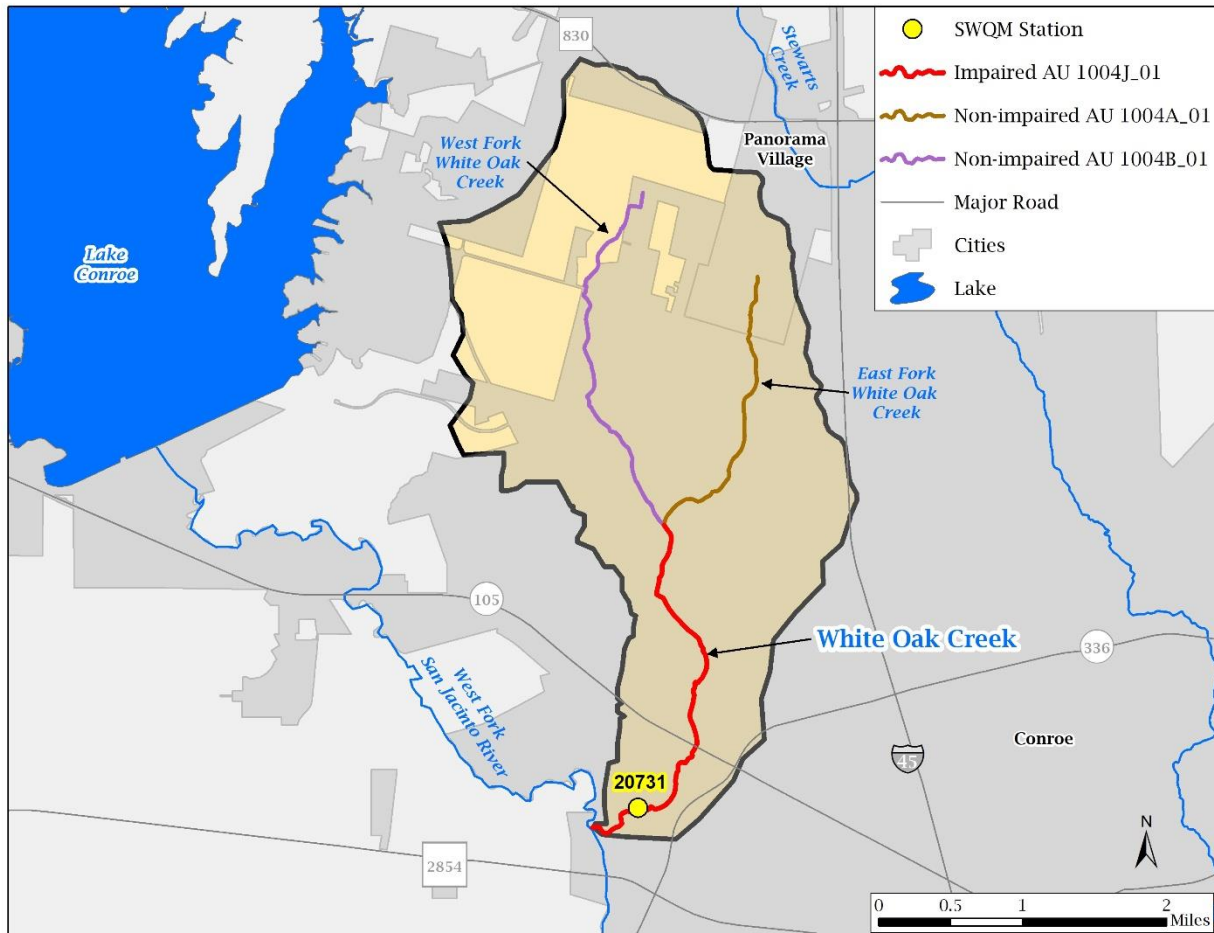 830
Stewarts
Creek
SWQM Station
Impaired AU 1004J_01
Non-impaired AU 1004A_01
Non-impaired AU 1004B_01
Major Road
Cities
Lake
West Fork
White Oak
Creek
Panorama
Village
Lake
Conroe
East Fork
White Oak
Creek
105
White Oak Creek
336
West Fork
San Jacinto River
Conroe
45
20731
2854
N
0 0.5 1 2
Miles